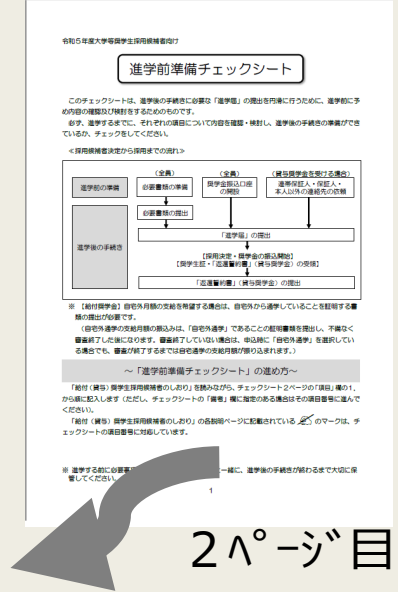 令和5年度大学等奨学生採用候補者向け
進学前準備チェックシート
このチェックシートは、進学後の手続きに必要な「進学届」の提出を円滑に行うために、進学前に予
め内容の確認及び検討をするためのものです。
必ず、進学するまでに、それぞれの項目について内容を確認・検討し、進学後の手続きの準備ができ
ているか、チェックをしてください。
≪採用候補者決定から採用までの流れ≫
（全員）
（全員）
（貸与奨学金を受ける場合）
進学前の準備
必要書類の準備
奨学金振込口座
の開設
連帯保証人・保証人・
本人以外の連絡先の依頼
必要書類の提出
進学後の手続き
「進学届」の提出
【採用決定・奨学金の振込開始】
【奨学生証・「返還誓約書」（貸与奨学金）の受領】
「返還誓約書」（貸与奨学金）の提出
※ 【給付奨学金】自宅外月額の支給を希望する場合は、自宅外から通学していることを証明する書
類の提出が必要です。
（自宅外通学の支給月額の振込みは、「自宅外通学」であることの証明書類を提出し、不備なく
審査終了した後になります。審査終了していない場合は、申込時に「自宅外通学」を選択してい
る場合でも、審査が終了するまでは自宅通学の支給月額が振り込まれます。）
～「進学前準備チェックシート」の進め方～
「給付（貸与）奨学生採用候補者のしおり」を読みながら、チェックシート2ページの「項目」欄の1.
から順に記入します（ただし、チェックシートの「備考」欄に指定のある場合はその項目番号に進んで
ください）。
「給付（貸与）奨学生採用候補者のしおり」の各説明ページに記載されている のマークは、チ
ェックシートの項目番号に対応しています。
※ 進学する前に必要事
一緒に、進学後の手続きが終わるまで大切に保
管してください。
1
2ページ目